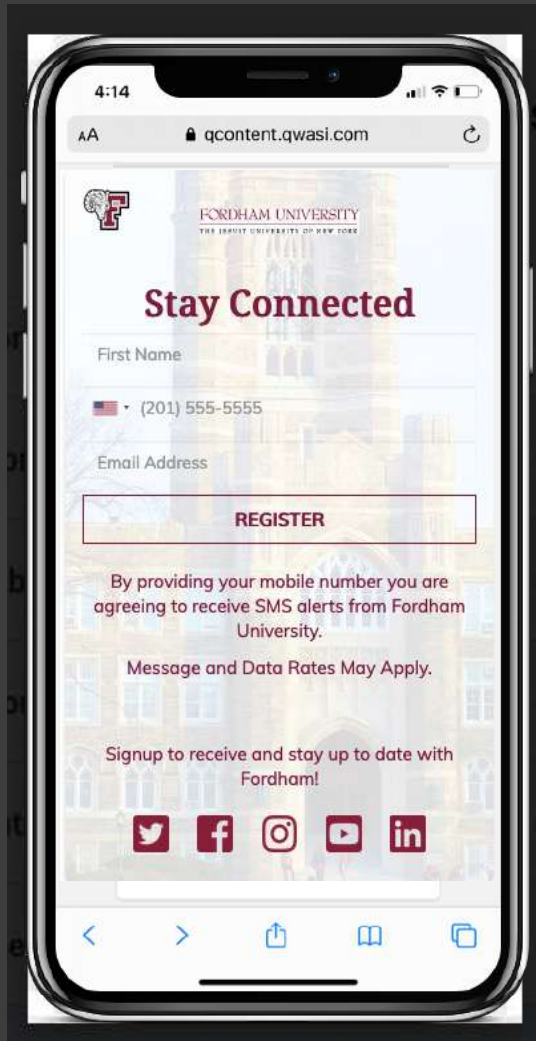 4:14
AA qcontent.qwasi.com
F
FORDHAM UNIVERSITY
THE JESUIT UNIVERSITY OF NEW YORK
Stay Connected
First Name
(201) 555-5555
Email Address
REGISTER
By providing your mobile number you are
agreeing to receive SMS alerts from Fordham
University.
Message and Data Rates May Apply.
Signup to receive and stay up to date with
Fordham!